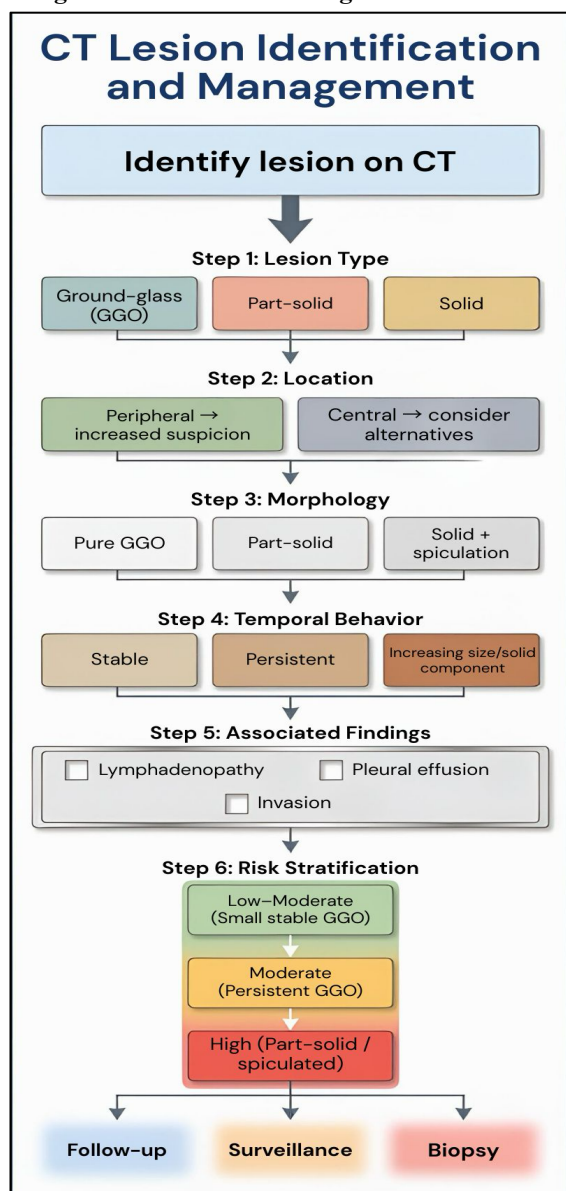 CT Lesion Identification
and Management
Identify lesion on CT
Step 1: Lesion Type
Ground-glass
(GGO)
Part-solid
Solid
Step 2: Location
Peripheral →
increased suspicion
Central → consider
alternatives
Step 3: Morphology
Pure GGO
Part-solid
Solid +
spiculation
Step 4: Temporal Behavior
Stable
Persistent
Increasing size/solid
component
Step 5: Associated Findings
Lymphadenopathy
Pleural effusion
Invasion
Step 6: Risk Stratification
Low–Moderate
(Small stable GGO)
Moderate
(Persistent GGO)
High (Part-solid /
spiculated)
Follow-up
Surveillance
Biopsy